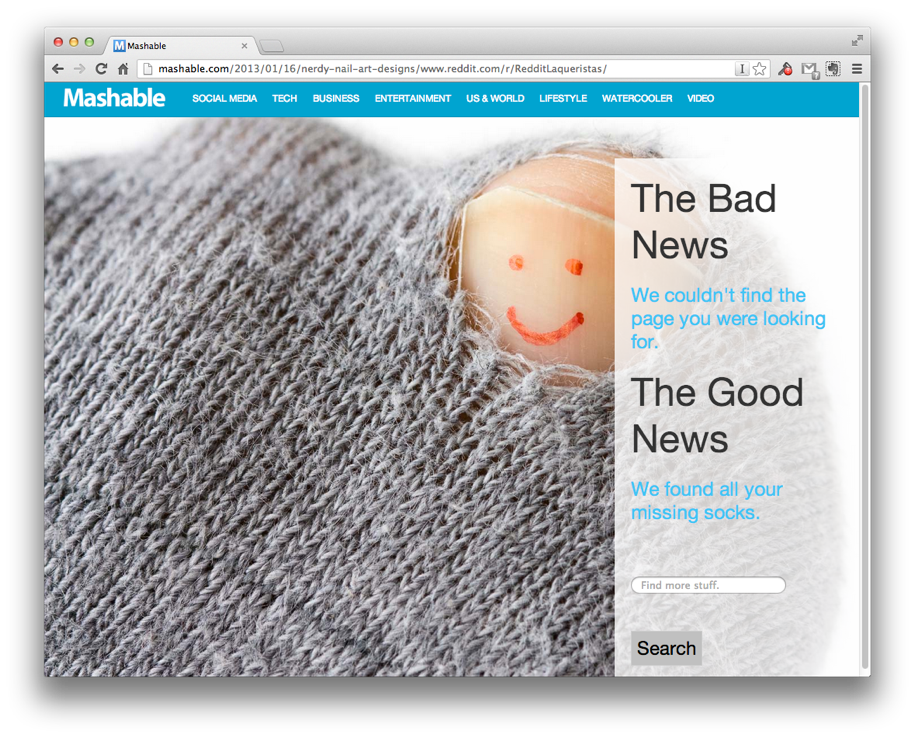 Mashable
mashable.com/2013/01/16/nerdy-nail-art-designs/www.reddit.com/r/RedditLaqueristas/
Mashable SOCIAL MEDIA TECH BUSINESS ENTERTAINMENT US & WORLD LIFESTYLE WATERCOOLER VIDEO
The Bad
News
We couldn't find the
page you were looking
for.
The Good
News
We found all your
missing socks.
Find more stuff.
Search